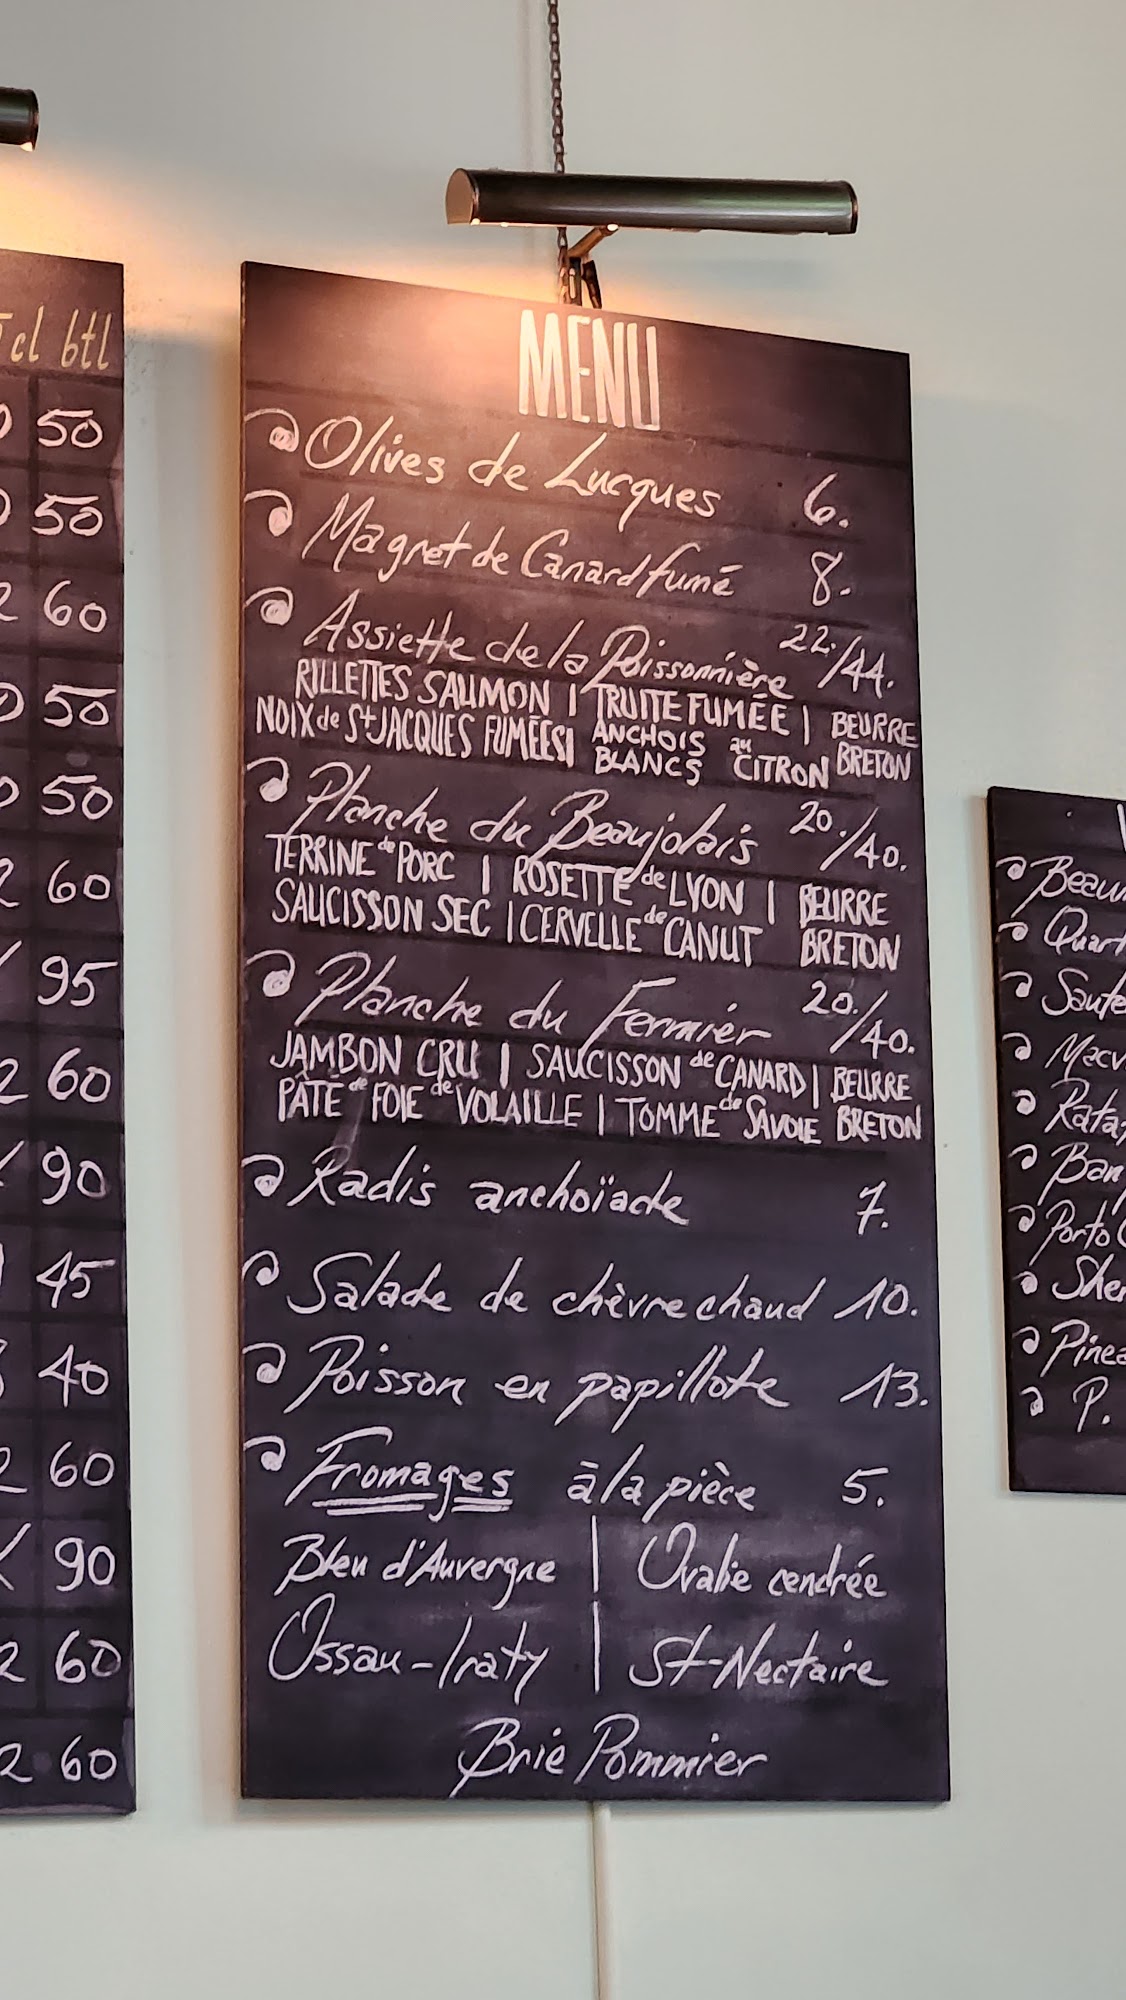 cl btl
50
50
60
50
50
60
95
60
90
45
40
60
90
60
60
MENU
Olives de Lucques 6.
Magret de Canard fumé 8.
Assiette de la Poissonnière 22./44.
RILLETTES SAUMON | TRUITE FUMÉE | BEURRE
NOIX de St JACQUES FUMÉES | ANCHOIS BLANCS au CITRON BRETON
Planche du Beaujolais 20./40.
TERRINE de PORC | ROSETTE de LYON | BEURRE
SAUCISSON SEC | CERVELLE de CANUT BRETON
Planche du Fermier 20./40.
JAMBON CRU | SAUCISSON de CANARD | BEURRE
PÂTE de FOIE de VOLAILLE | TOMME de SAVOIE BRETON
Radis anchoïade 7.
Salade de chèvre chaud 10.
Poisson en papillote 13.
Fromages à la pièce 5.
Bleu d'Auvergne | Ovalie cendrée
Ossau-Iraty | St-Nectaire
Brie Pommier
Porto
P.